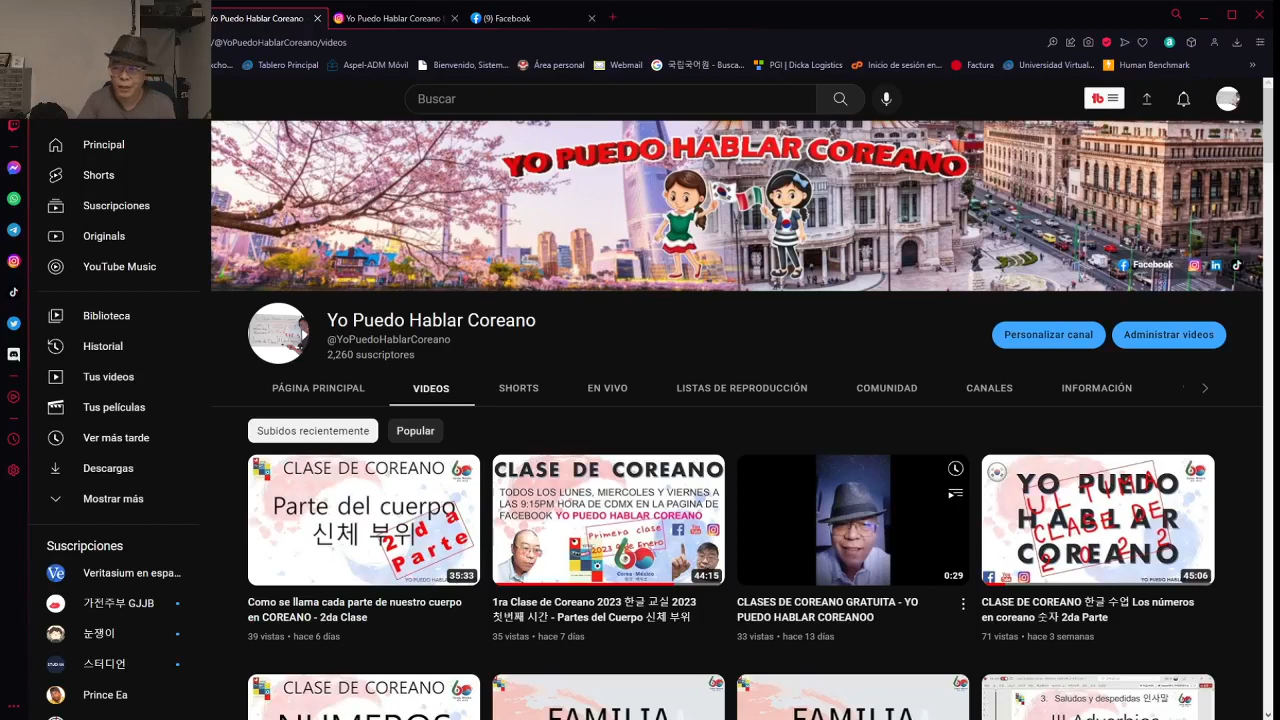 Yo Puedo Hablar Coreano
Yo Puedo Hablar Coreano
(9) Facebook
/@YoPuedoHablarCoreano/videos
Tablero Principal
Aspel-ADM Móvil
Bienvenido, Sistem...
Área personal
Webmail
국립국어원 - Busca...
PGI | Dicka Logistics
Inicio de sesión en...
Factura
Universidad Virtual...
Human Benchmark
Buscar
Principal
Shorts
Suscripciones
Originals
YouTube Music
Biblioteca
Historial
Tus videos
Tus películas
Ver más tarde
Descargas
Mostrar más
Suscripciones
Veritasium en espa...
가전주부 GJJB
눈쟁이
스터디언
Prince Ea
YO PUEDO HABLAR COREANO
Facebook
Yo Puedo Hablar Coreano
@YoPuedoHablarCoreano
2,260 suscriptores
Personalizar canal
Administrar videos
PÁGINA PRINCIPAL
VIDEOS
SHORTS
EN VIVO
LISTAS DE REPRODUCCIÓN
COMUNIDAD
CANALES
INFORMACIÓN
Subidos recientemente
Popular
CLASE DE COREANO
Parte del cuerpo
신체 부위
2da
Parte
35:33
Como se llama cada parte de nuestro cuerpo
en COREANO - 2da Clase
39 vistas • hace 6 días
CLASE DE COREANO
TODOS LOS LUNES, MIERCOLES Y VIERNES A
LAS 9:15PM HORA DE CDMX EN LA PAGINA DE
FACEBOOK YO PUEDO HABLAR COREANO
Primera clase
44:15
1ra Clase de Coreano 2023 한글 교실 2023
첫번째 시간 - Partes del Cuerpo 신체 부위
35 vistas • hace 7 días
0:29
CLASES DE COREANO GRATUITA - YO
PUEDO HABLAR COREANOO
33 vistas • hace 13 días
YO PUEDO
HABLAR
COREANO
ULTIMA
CLASE DE
2022
45:06
CLASE DE COREANO 한글 수업 Los números
en coreano 숫자 2da Parte
71 vistas • hace 3 semanas
CLASE DE COREANO
NUMEROS
FAMILIA
FAMILIA
3. Saludos y despedidas 인사말